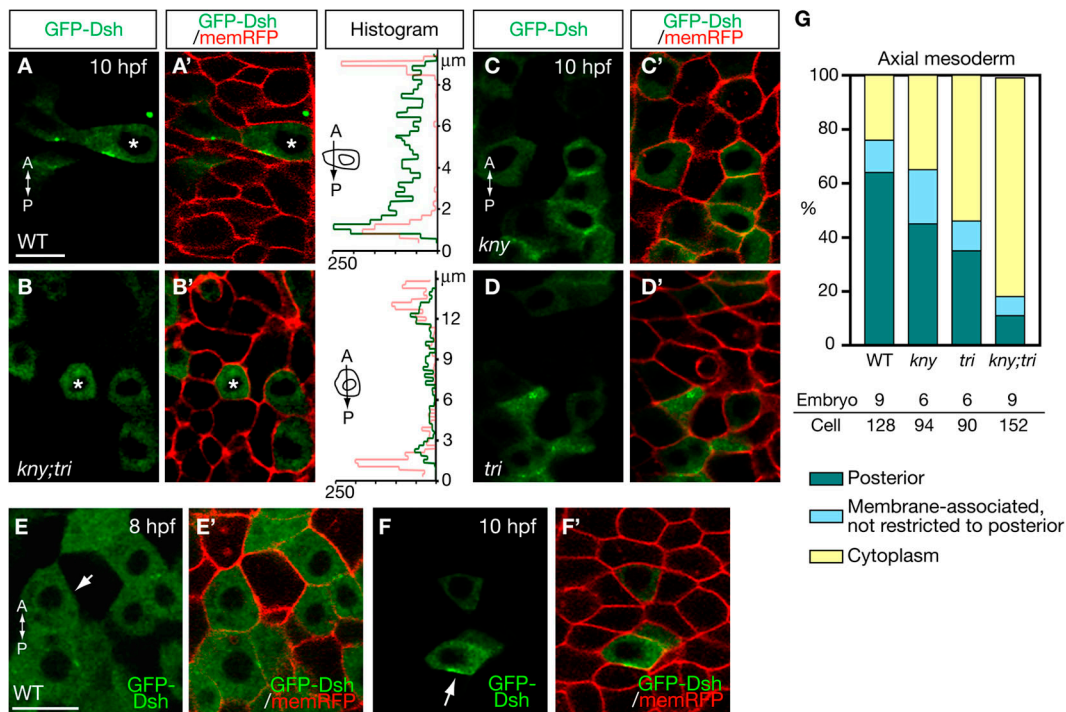 GFP-Dsh
GFP-Dsh
/memRFP
Histogram
GFP-Dsh
GFP-Dsh
/memRFP
G
A
10 hpf
A
P
WT
A'
*
*
A
P
µm
8
6
4
2
0
250
C
10 hpf
A
P
kny
C'
B
*
kny;tri
B'
*
A
P
µm
12
9
6
3
0
250
D
tri
D'
E
8 hpf
A
P
WT
GFP-
Dsh
E'
GFP-Dsh
/memRFP
F
10 hpf
GFP-
Dsh
F'
GFP-Dsh
/memRFP
Axial mesoderm
100
80
60
%
40
20
0
WT kny tri kny;tri
Embryo 9 6 6 9
Cell 128 94 90 152
Posterior
Membrane-associated,
not restricted to posterior
Cytoplasm